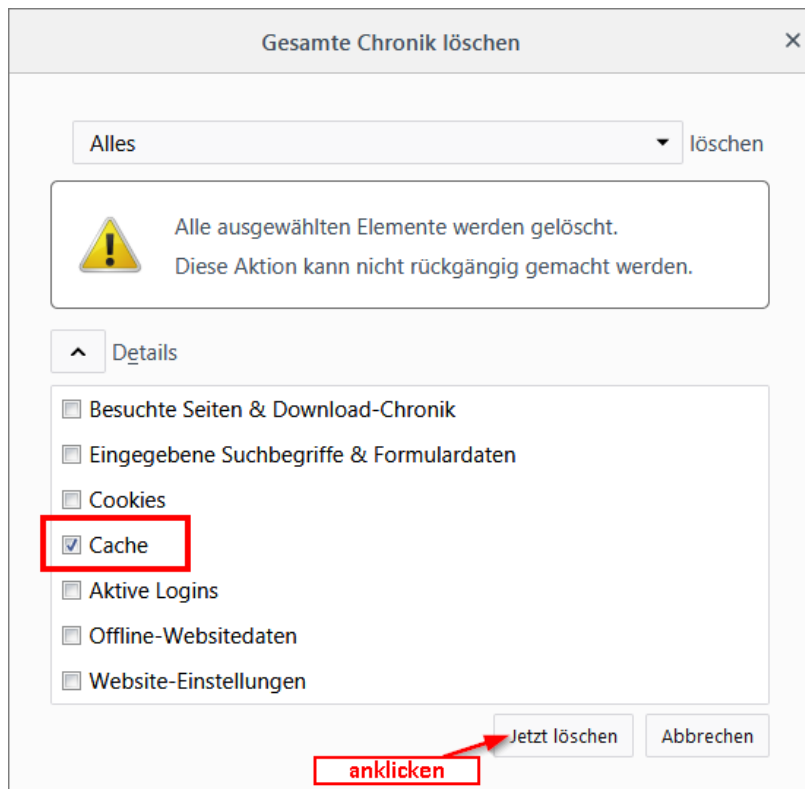 Gesamte Chronik löschen
Alles löschen
Alle ausgewählten Elemente werden gelöscht.
Diese Aktion kann nicht rückgängig gemacht werden.
Details
Besuchte Seiten & Download-Chronik
Eingegebene Suchbegriffe & Formulardaten
Cookies
Cache
Aktive Logins
Offline-Websitedaten
Website-Einstellungen
Jetzt löschen Abbrechen
anklicken